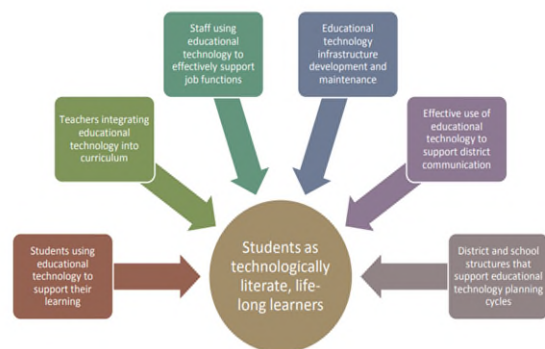 Staff using
educational
technology to
effectively support
job functions
Educational
technology
infrastructure
development and
maintenance
Teachers integrating
educational
technology into
curriculum
Effective use of
educational
technology to
support district
communication
Students using
educational
technology to
support their
learning
Students as
technologically
literate, life-
long learners
District and school
structures that
support educational
technology planning
cycles